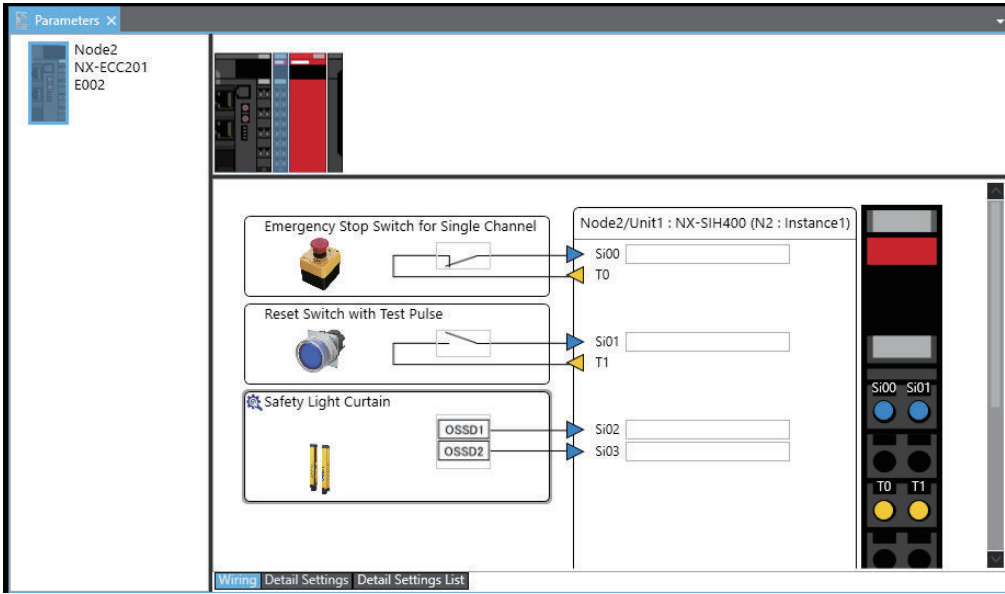 Parameters
Node2
NX-ECC201
E002
Emergency Stop Switch for Single Channel
Node2/Unit1 : NX-SIH400 (N2 : Instance1)
Si00
T0
Reset Switch with Test Pulse
Si01
T1
Si00 Si01
Safety Light Curtain
OSSD1
Si02
OSSD2
Si03
T0 T1
Wiring Detail Settings Detail Settings List